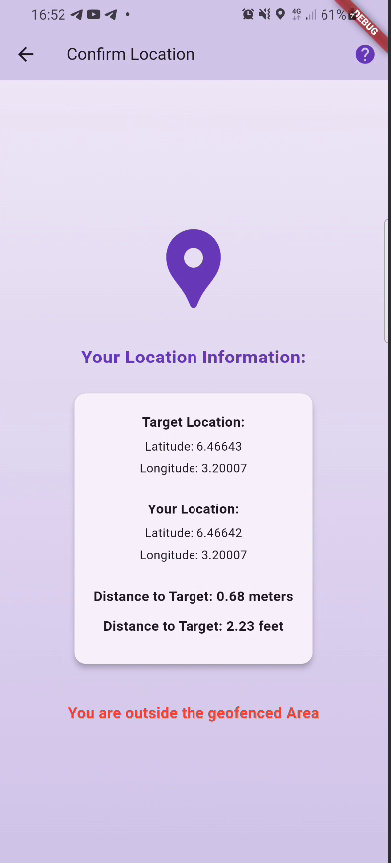 16:52
4G
61%
DEBUG
Confirm Location
?
Your Location Information:
Target Location:
Latitude: 6.46643
Longitude: 3.20007
Your Location:
Latitude: 6.46642
Longitude: 3.20007
Distance to Target: 0.68 meters
Distance to Target: 2.23 feet
You are outside the geofenced Area